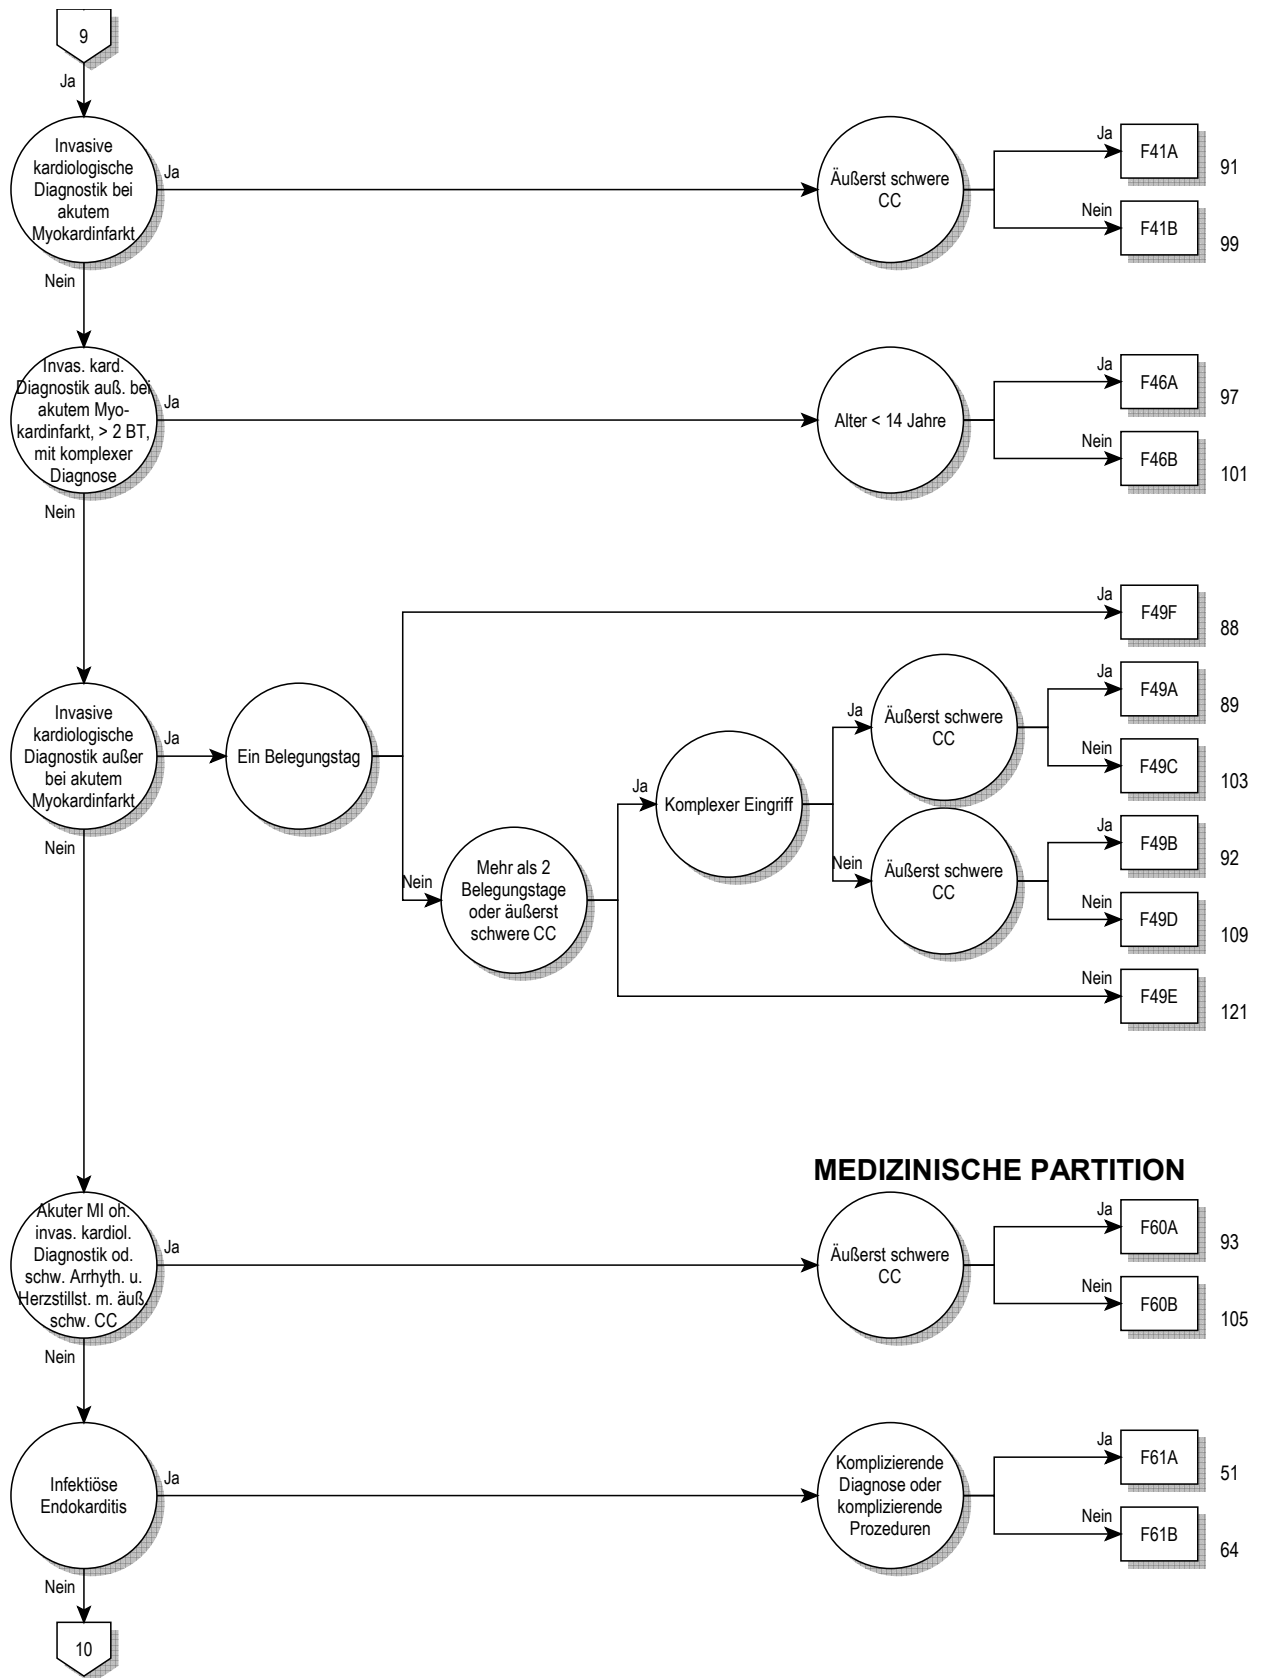 9
Ja
Invasive
kardiologische
Diagnostik bei
akutem
Myokardinfarkt
Ja
Äußerst schwere
CC
Ja
F41A
91
Nein
F41B
99
Nein
Invas. kard.
Diagnostik auß. bei
akutem Myo-
kardinfarkt, > 2 BT,
mit komplexer
Diagnose
Ja
Alter < 14 Jahre
Ja
F46A
97
Nein
F46B
101
Nein
Invasive
kardiologische
Diagnostik außer
bei akutem
Myokardinfarkt
Ja
Ein Belegungstag
Ja
F49F
88
Nein
Mehr als 2
Belegungstage
oder äußerst
schwere CC
Ja
Komplexer Eingriff
Ja
Äußerst schwere
CC
Ja
F49A
89
Nein
F49C
103
Nein
Äußerst schwere
CC
Ja
F49B
92
Nein
F49D
109
Nein
F49E
121
Nein
MEDIZINISCHE PARTITION
Akuter MI oh.
invas. kardiol.
Diagnostik od.
schw. Arrhyth. u.
Herzstillst. m. äuß.
schw. CC
Ja
Äußerst schwere
CC
Ja
F60A
93
Nein
F60B
105
Nein
Infektiöse
Endokarditis
Ja
Komplizierende
Diagnose oder
komplizierende
Prozeduren
Ja
F61A
51
Nein
F61B
64
Nein
10